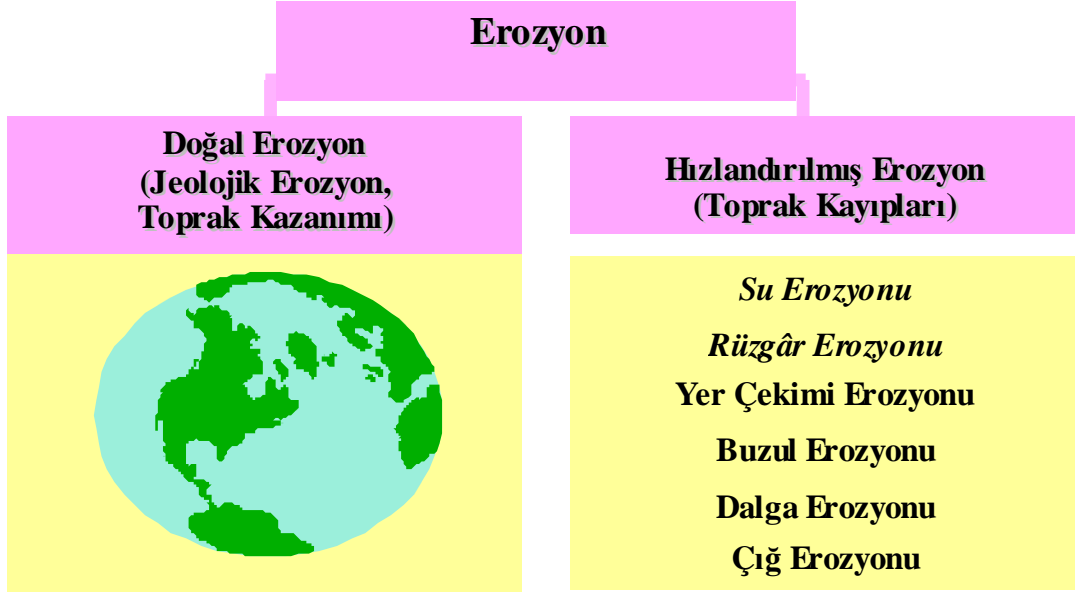 Erozyon
Doğal Erozyon
(Jeolojik Erozyon,
Toprak Kazanımı)
Hızlandırılmış Erozyon
(Toprak Kayıpları)
Su Erozyonu
Rüzgâr Erozyonu
Yer Çekimi Erozyonu
Buzul Erozyonu
Dalga Erozyonu
Çığ Erozyonu